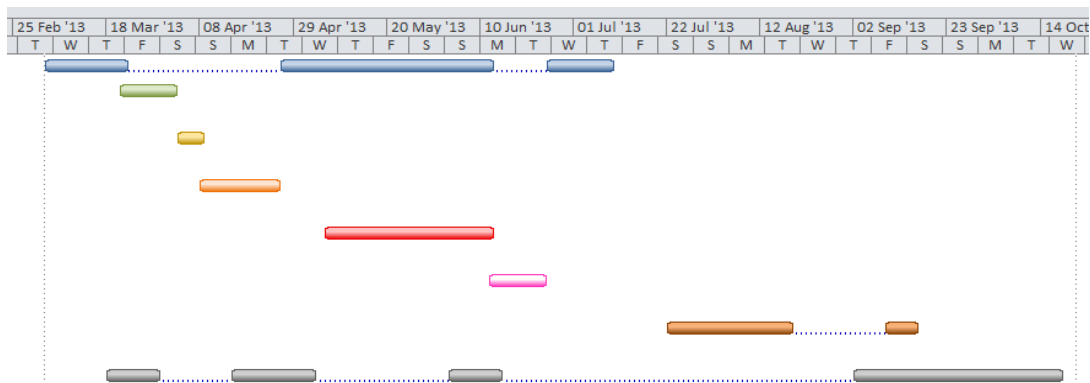 25 Feb '13 18 Mar '13 08 Apr '13 29 Apr '13 20 May '13 10 Jun '13 01 Jul '13 22 Jul '13 12 Aug '13 02 Sep '13 23 Sep '13 14 Oct
T W T F S S M T W T F S S M T W T F S S M T W T F S S M T W